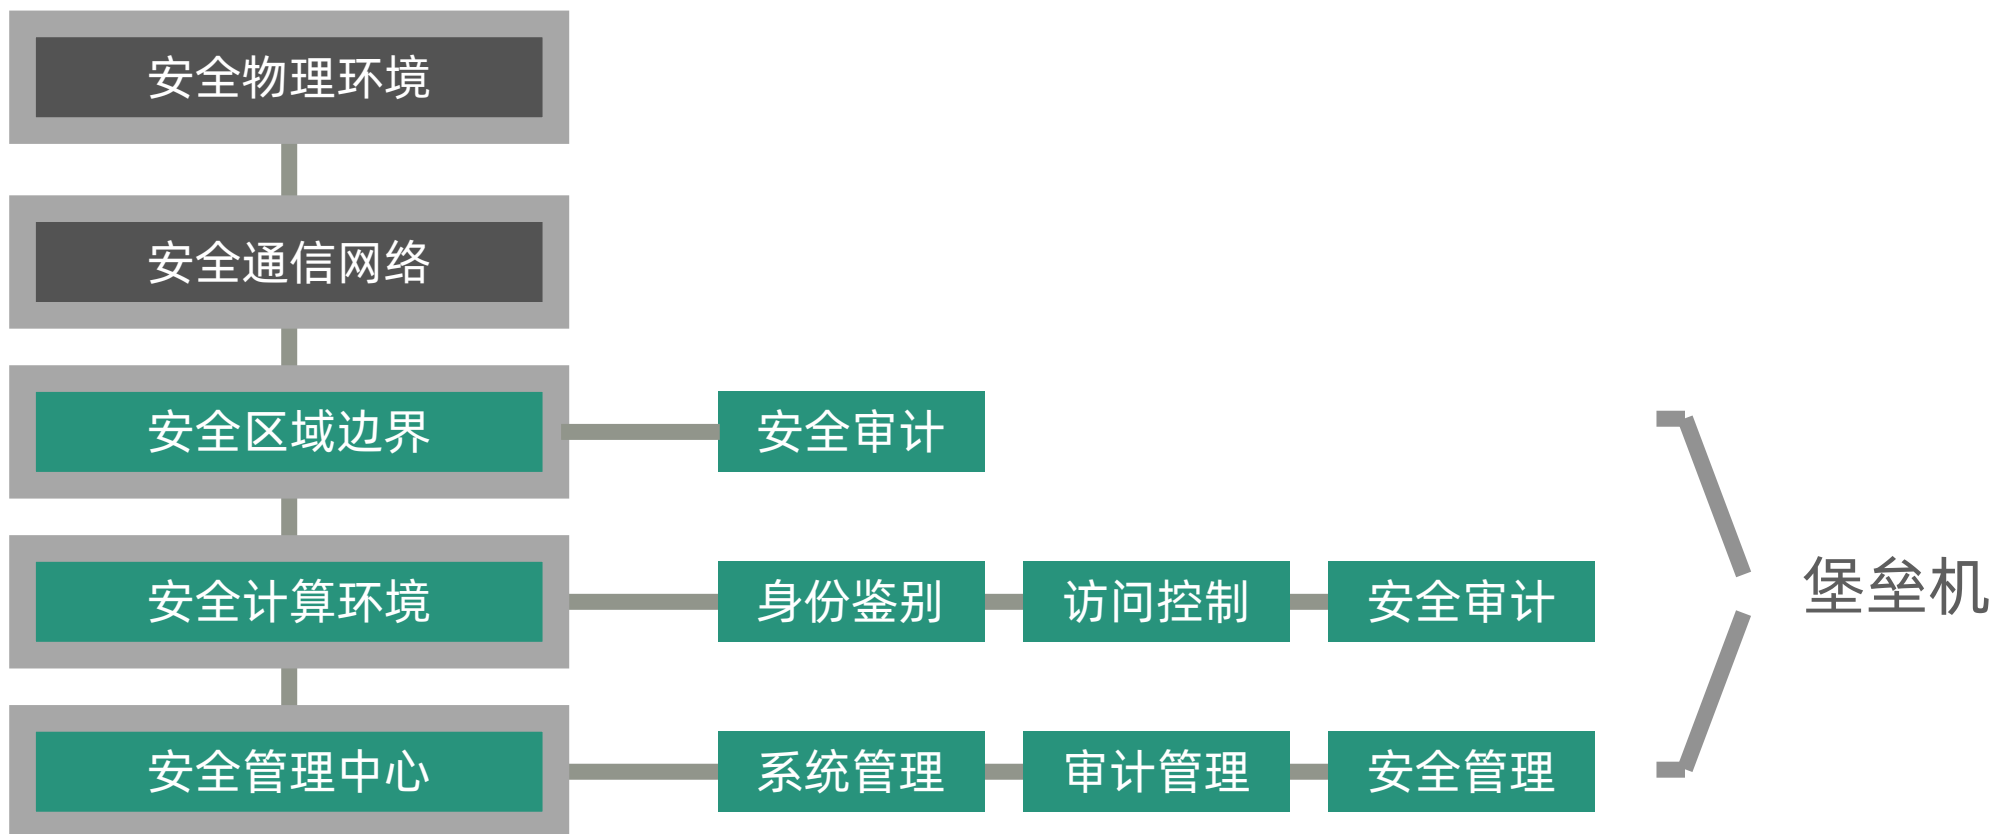 安全物理环境
安全通信网络
安全区域边界
安全审计
安全计算环境
身份鉴别
访问控制
安全审计
堡垒机
安全管理中心
系统管理
审计管理
安全管理